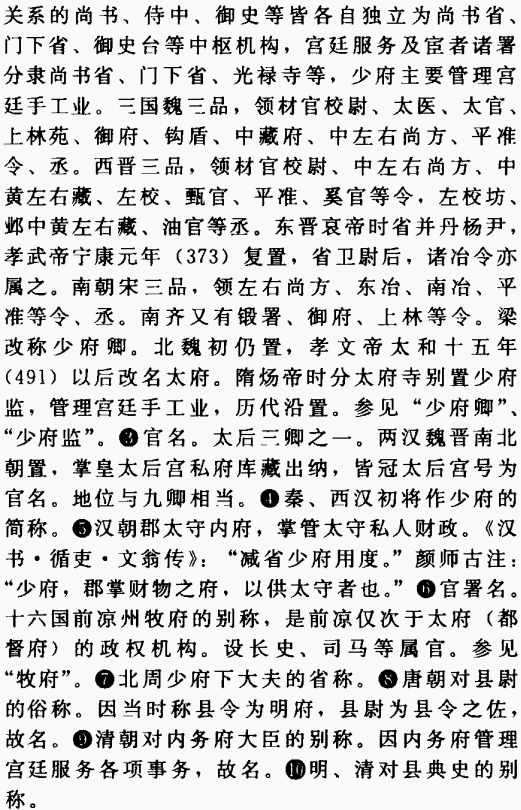 关系的尚书、侍中、御史等皆各自独立为尚书省、
门下省、御史台等中枢机构，宫廷服务及宦者诸署
分隶尚书省、门下省、光禄寺等，少府主要管理宫
廷手工业。三国魏三品，领材官校尉、太医、太官、
上林苑、御府、钩盾、中藏府、中左右尚方、平准
令、丞。西晋三品，领材官校尉、中左右尚方、中
黄左右藏、左校、甄官、平准、奚官等令，左校坊、
邺中黄左右藏、油官等丞。东晋哀帝时省并丹杨尹，
孝武帝宁康元年（373）复置，省卫尉后，诸冶令亦
属之。南朝宋三品，领左右尚方、东冶、南冶、平
准等令、丞。南齐又有锻署、御府、上林等令。梁
改称少府卿。北魏初仍置，孝文帝太和十五年
(491) 以后改名太府。隋炀帝时分太府寺别置少府
监，管理宫廷手工业，历代沿置。参见“少府卿”、
“少府监”。❸官名。太后三卿之一。两汉魏晋南北
朝置，掌皇太后宫私府库藏出纳，皆冠太后宫号为
官名。地位与九卿相当。❹秦、西汉初将作少府的
简称。❺汉朝郡太守内府，掌管太守私人财政。《汉
书·循吏·文翁传》：“减省少府用度。”颜师古注：
“少府，郡掌财物之府，以供太守者也。”❻官署名。
十六国前凉州牧府的别称，是前凉仅次于太府（都
督府）的政权机构。设长史、司马等属官。参见
“牧府”。❼北周少府下大夫的省称。❽唐朝对县尉
的俗称。因当时称县令为明府，县尉为县令之佐，
故名。❾清朝对内务府大臣的别称。因内务府管理
宫廷服务各项事务，故名。❿明、清对县典史的别
称。